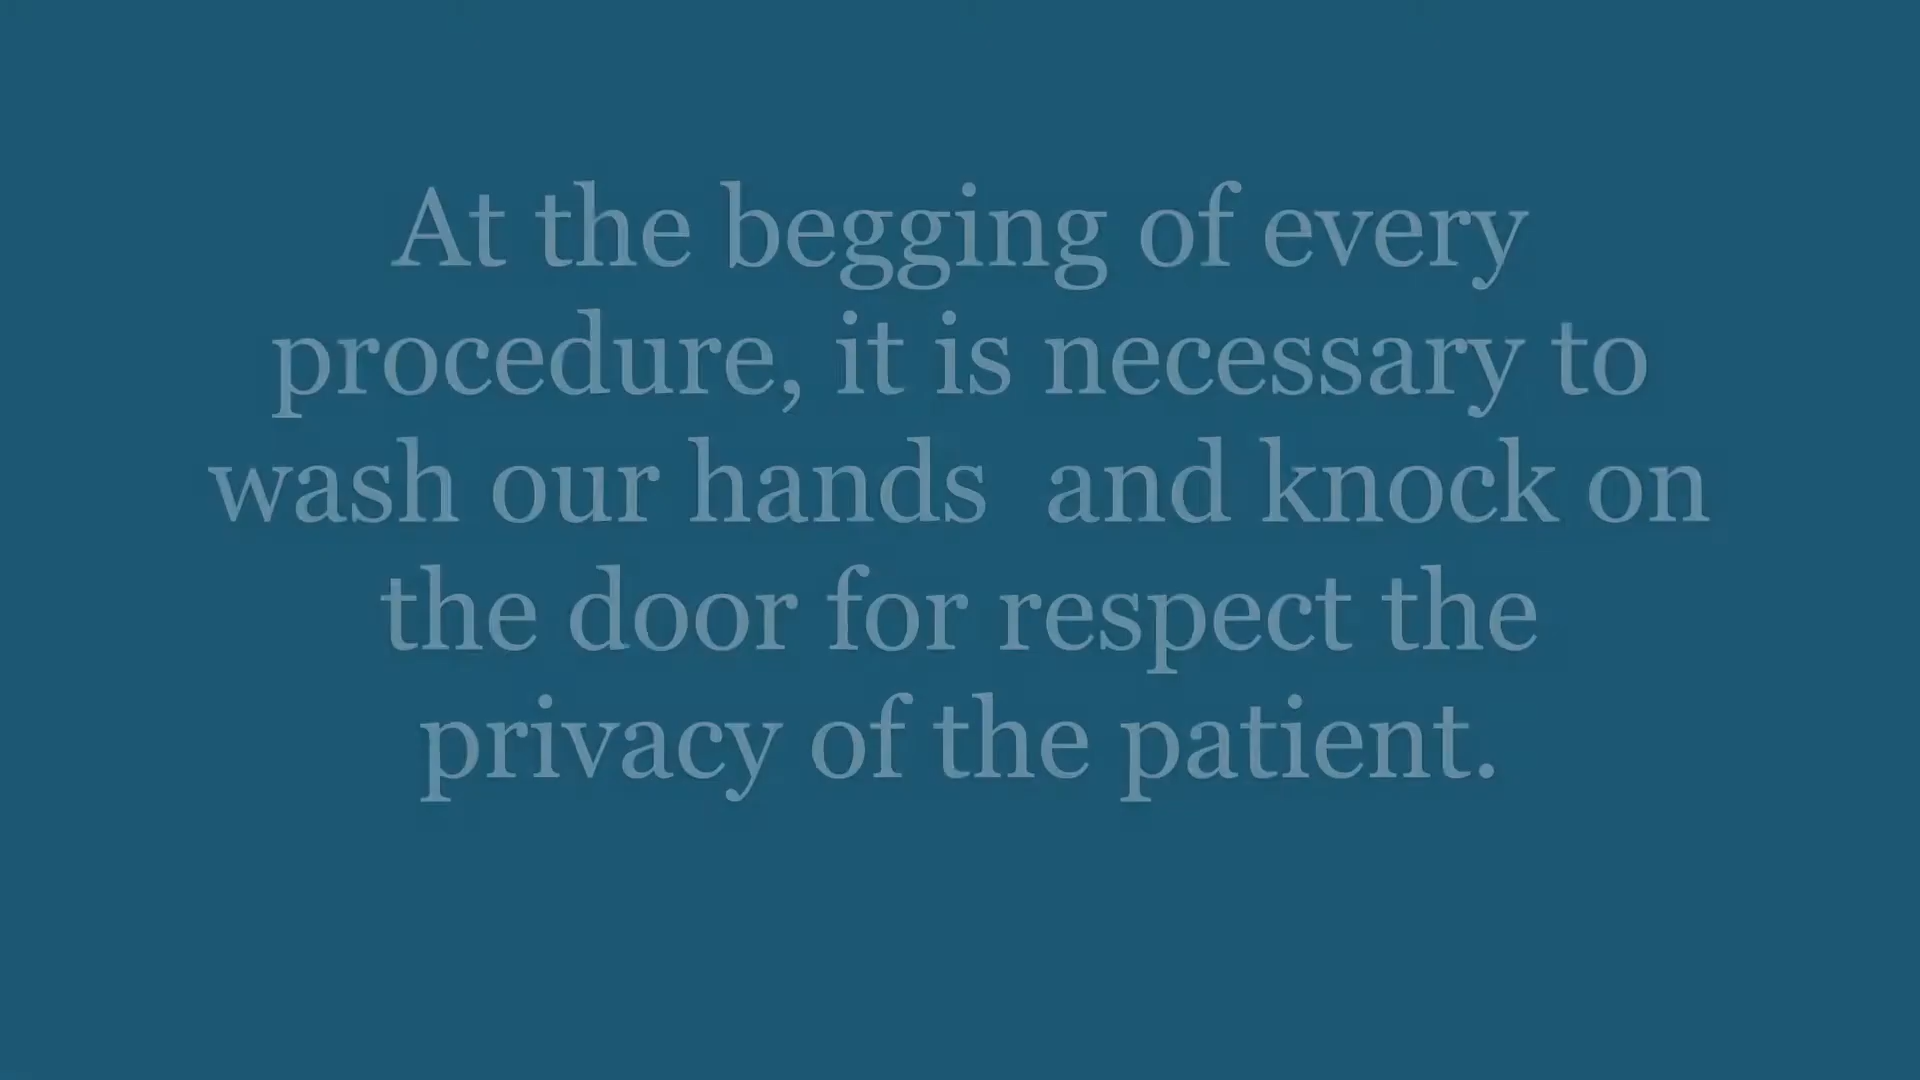 At the begging of every
procedure, it is necessary to
wash our hands  and knock on
the door for respect the
privacy of the patient.